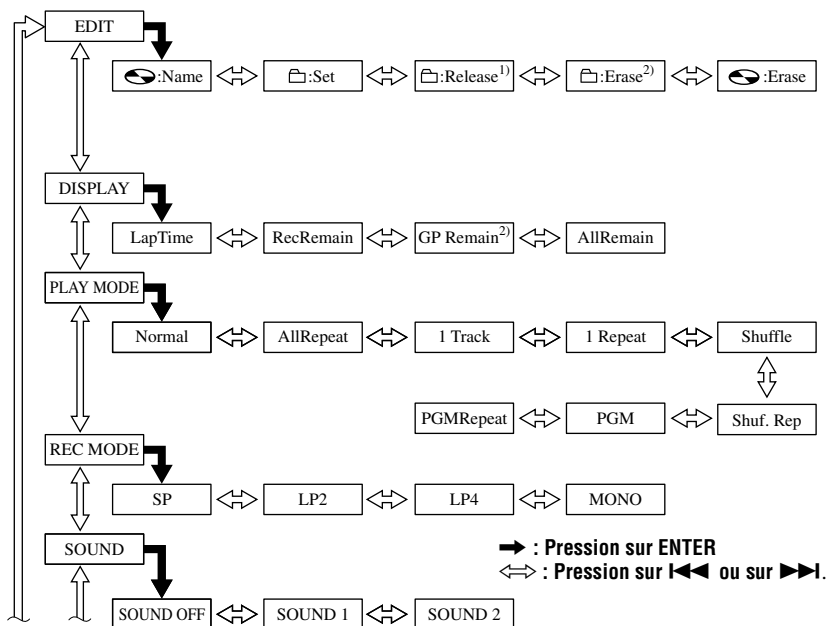 EDIT
:Name :Set :Release1) :Erase2) :Erase
DISPLAY
LapTime RecRemain GP Remain2) AllRemain
PLAY MODE
Normal AllRepeat 1 Track 1 Repeat Shuffle
PGMRepeat PGM Shuf. Rep
REC MODE
SP LP2 LP4 MONO
SOUND
: Pression sur ENTER
: Pression sur ou sur .
SOUND OFF SOUND 1 SOUND 2